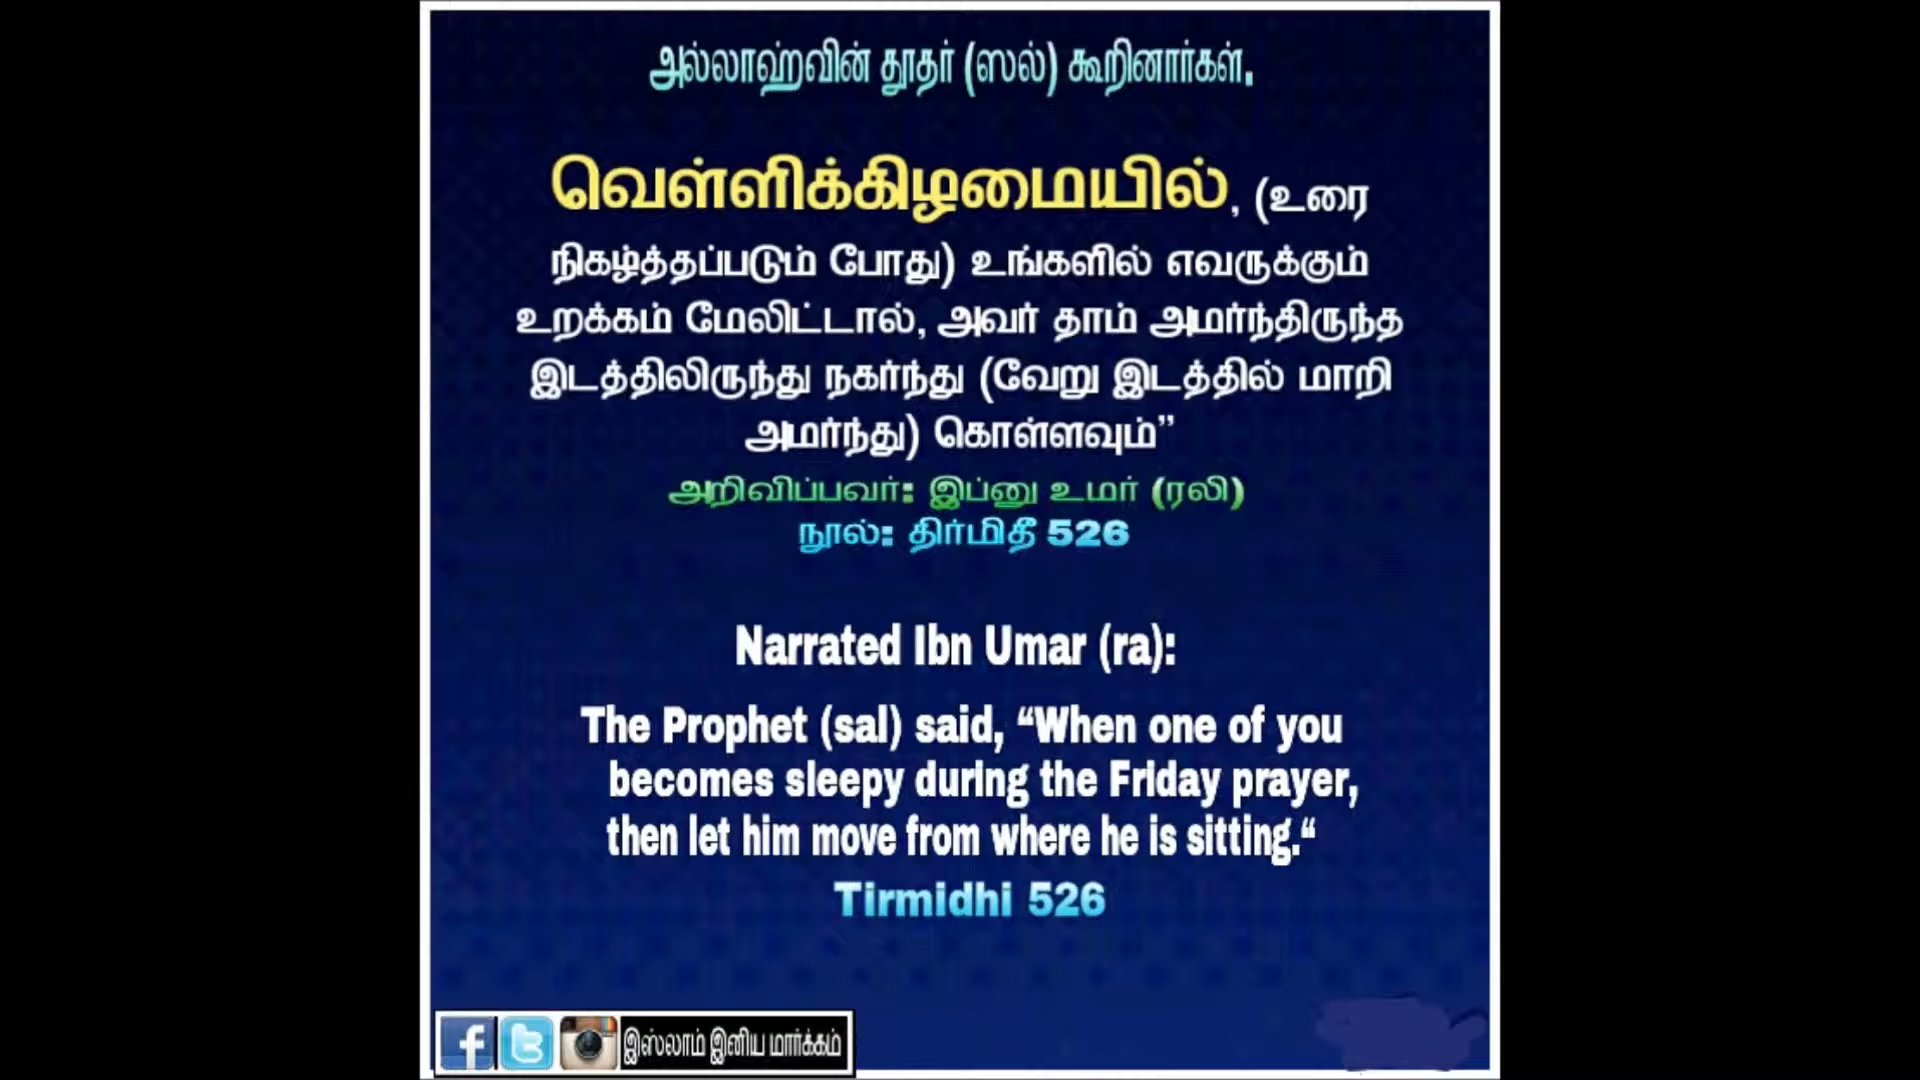 அல்லாஹ்வின் தூதர் (ஸல்) கூறினார்கள்.
வெள்ளிக்கிழமையில், (உரை
நிகழ்த்தப்படும் போது) உங்களில் எவருக்கும்
உறக்கம் மேலிட்டால், அவர் தாம் அமர்ந்திருந்த
இடத்திலிருந்து நகர்ந்து (வேறு இடத்தில் மாறி
அமர்ந்து) கொள்ளவும்”
அறிவிப்பவர்: இப்னு உமர் (ரலி)
நூல்: திர்மிதீ 526
Narrated Ibn Umar (ra):
The Prophet (sal) said, “When one of you
becomes sleepy during the Friday prayer,
then let him move from where he is sitting.“
Tirmidhi 526
இஸ்லாம் இனிய மார்க்கம்